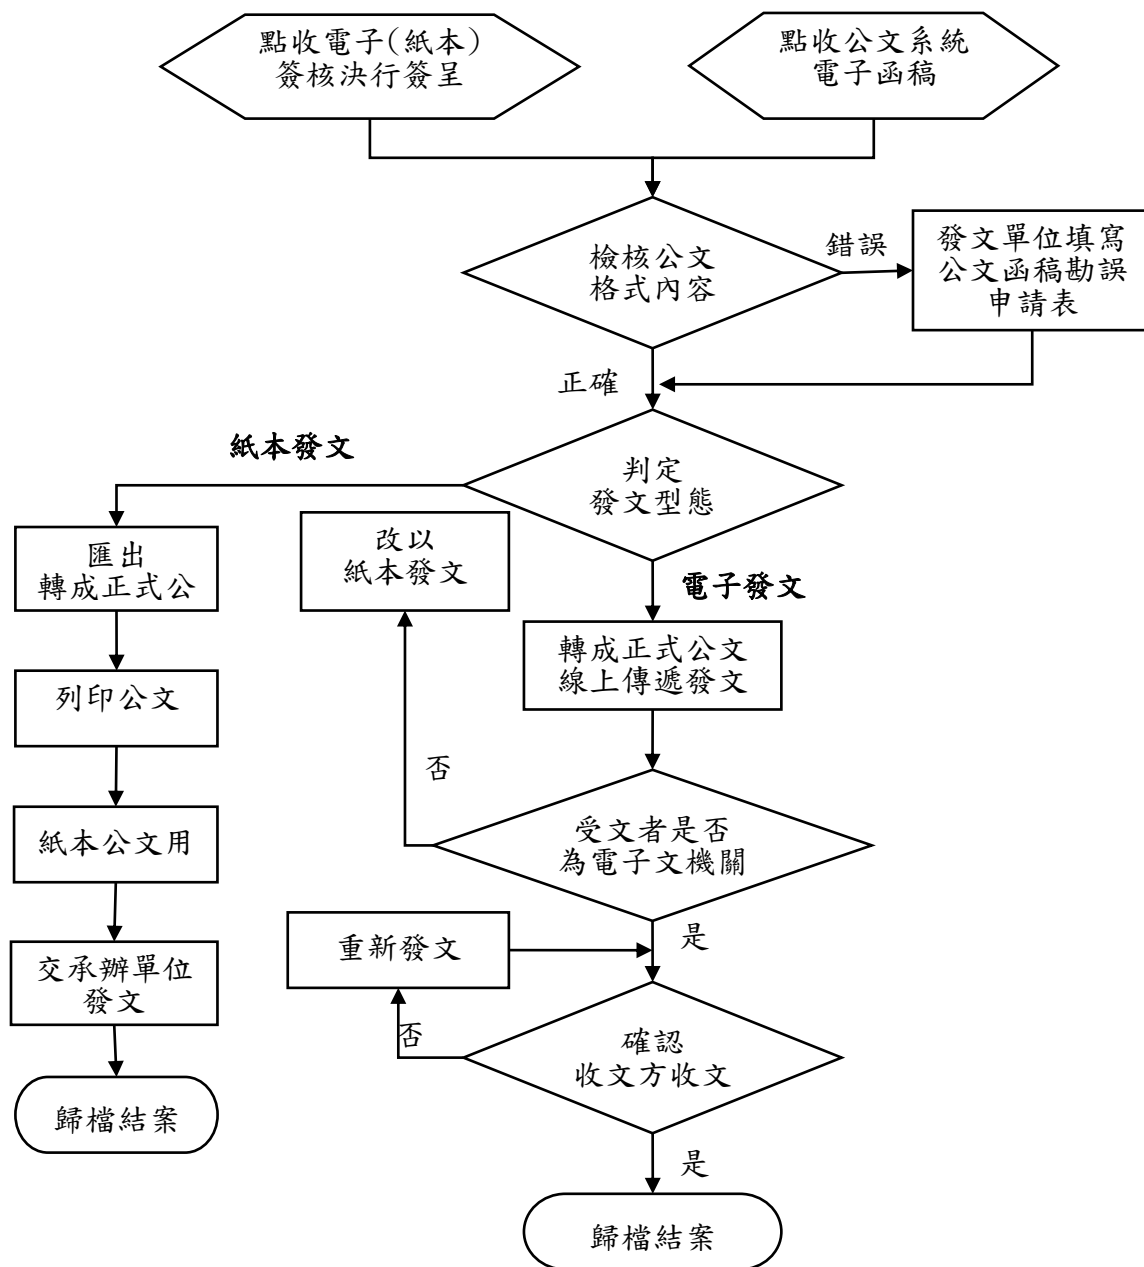 點收電子(紙本)
簽核決行簽呈
點收公文系統
電子函稿
檢核公文
格式內容
錯誤
發文單位填寫
公文函稿勘誤
申請表
正確
紙本發文
判定
發文型態
匯出
轉成正式公
改以
紙本發文
電子發文
轉成正式公文
線上傳遞發文
列印公文
否
紙本公文用
受文者是否
為電子文機關
是
重新發文
交承辦單位
發文
否
確認
收文方收文
歸檔結案
是
歸檔結案